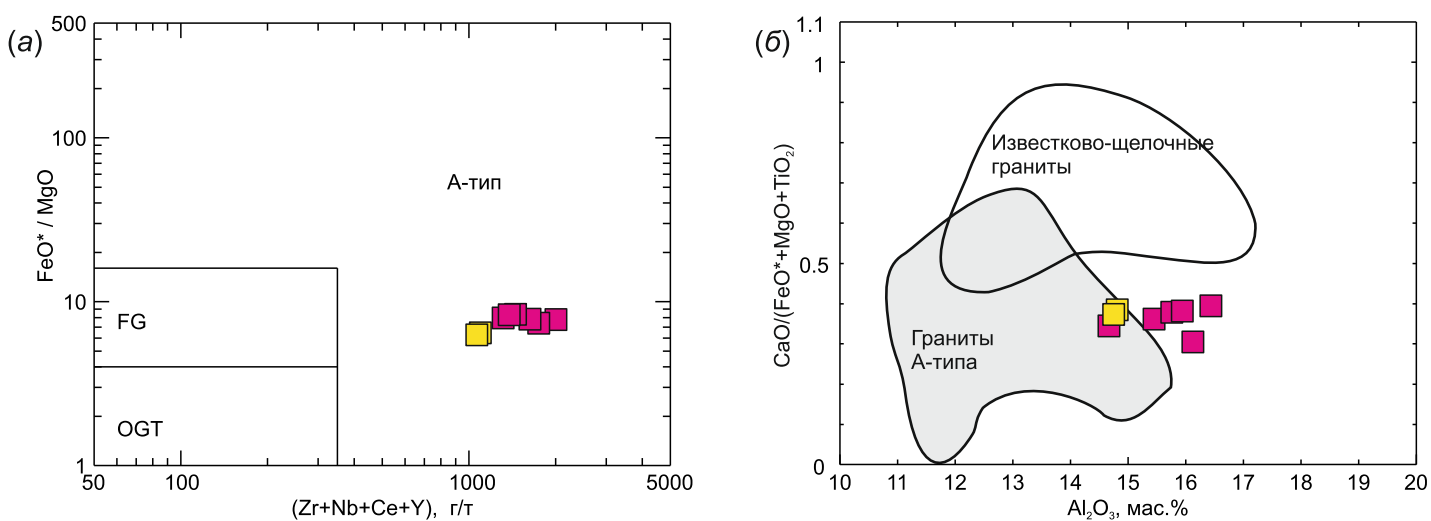 (а)
500
100
10
1
FeO* / MgO
А-тип
FG
OGT
50
100
1000
5000
(Zr+Nb+Ce+Y), г/т
(б)
1.1
1
0.5
0
CaO/(FeO*+MgO+TiO₂)
Известково-щелочные
граниты
Граниты
А-типа
10
11
12
13
14
15
16
17
18
19
20
Al₂O₃, мас.%